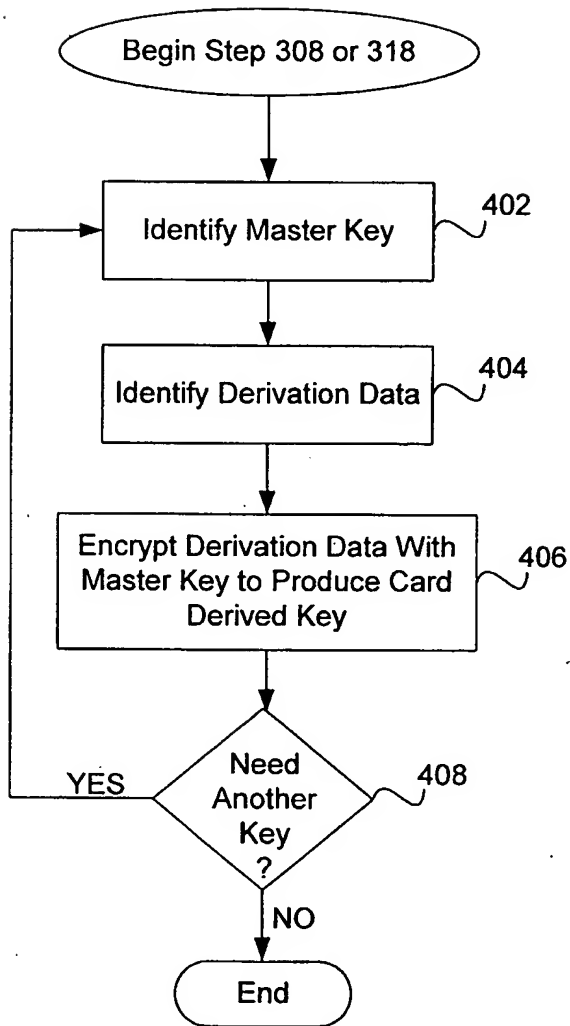 Begin Step 308 or 318
Identify Master Key
402
Identify Derivation Data
404
Encrypt Derivation Data With
Master Key to Produce Card
Derived Key
406
Need
Another
Key
?
408
YES
NO
End